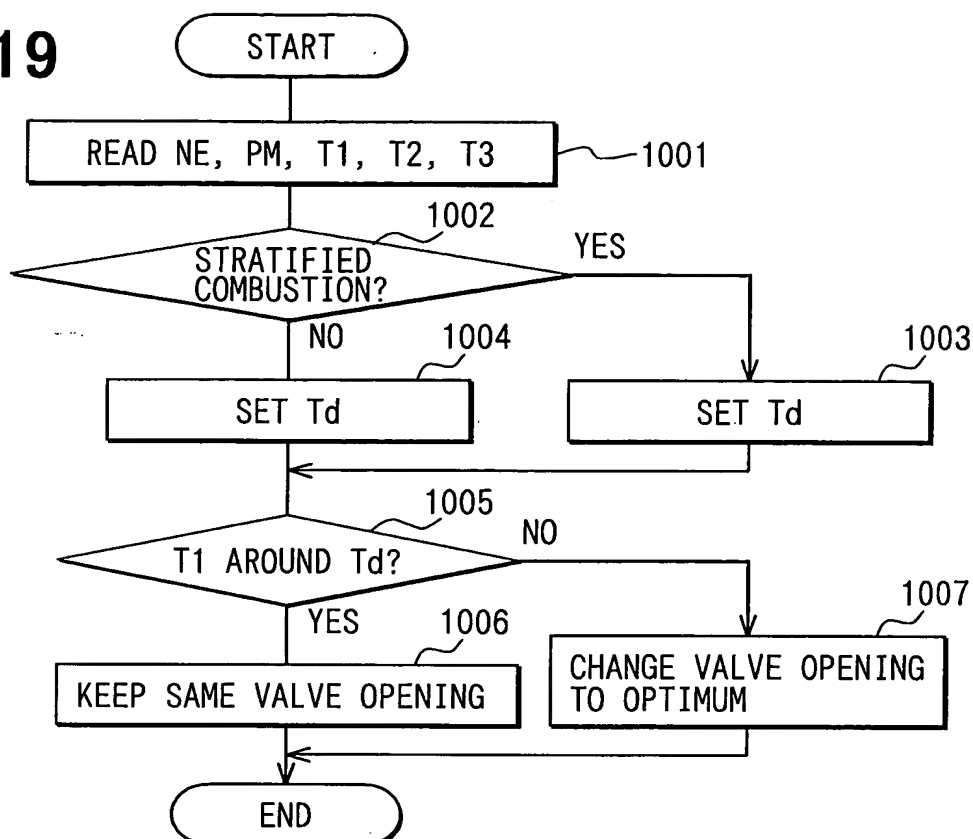 19
START
READ NE, PM, T1, T2, T3
1001
1002
STRATIFIED
COMBUSTION?
YES
NO
1004
1003
SET Td
SET Td
1005
T1 AROUND Td?
NO
YES
1006
1007
KEEP SAME VALVE OPENING
CHANGE VALVE OPENING
TO OPTIMUM
END